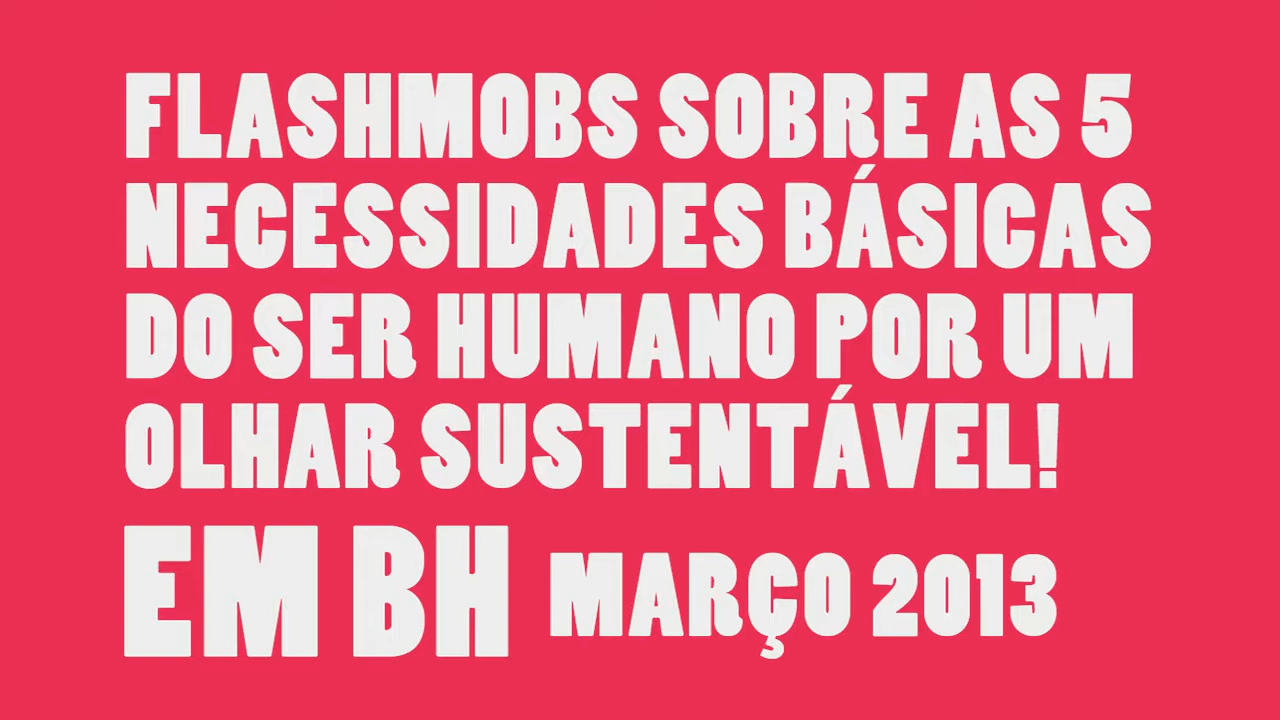 FLASHMOBS SOBRE AS 5
NECESSIDADES BÁSICAS
DO SER HUMANO POR UM
OLHAR SUSTENTÁVEL!
EM BH MARÇO 2013